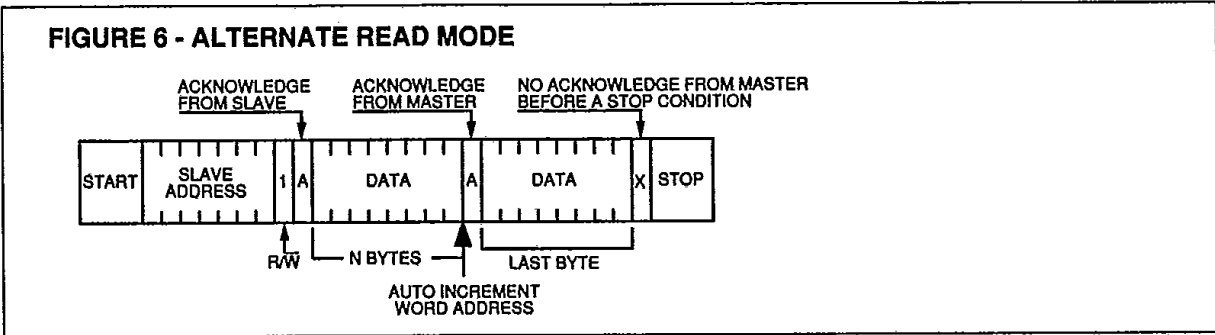 FIGURE 6 - ALTERNATE READ MODE
ACKNOWLEDGE
FROM SLAVE
ACKNOWLEDGE
FROM MASTER
NO ACKNOWLEDGE FROM MASTER
BEFORE A STOP CONDITION
START
SLAVE
ADDRESS
1
A
DATA
A
DATA
X
STOP
R/W̅
N BYTES
LAST BYTE
AUTO INCREMENT
WORD ADDRESS